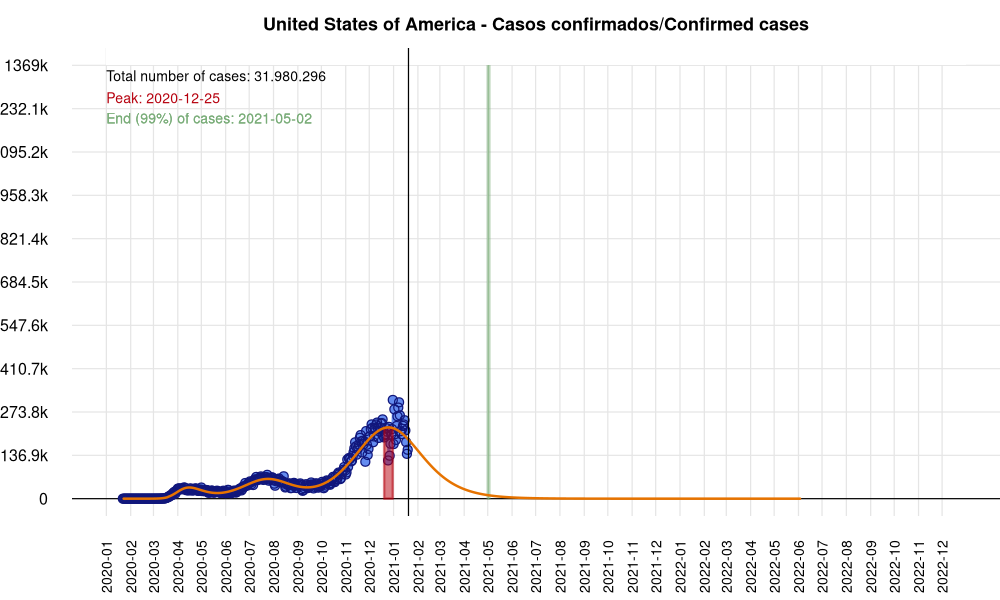 United States of America - Casos confirmados/Confirmed cases
Total number of cases: 31.980.296
Peak: 2020-12-25
End (99%) of cases: 2021-05-02
1369k
232.1k
095.2k
958.3k
821.4k
684.5k
547.6k
410.7k
273.8k
136.9k
0
2020-01
2020-02
2020-03
2020-04
2020-05
2020-06
2020-07
2020-08
2020-09
2020-10
2020-11
2020-12
2021-01
2021-02
2021-03
2021-04
2021-05
2021-06
2021-07
2021-08
2021-09
2021-10
2021-11
2021-12
2022-01
2022-02
2022-03
2022-04
2022-05
2022-06
2022-07
2022-08
2022-09
2022-10
2022-11
2022-12